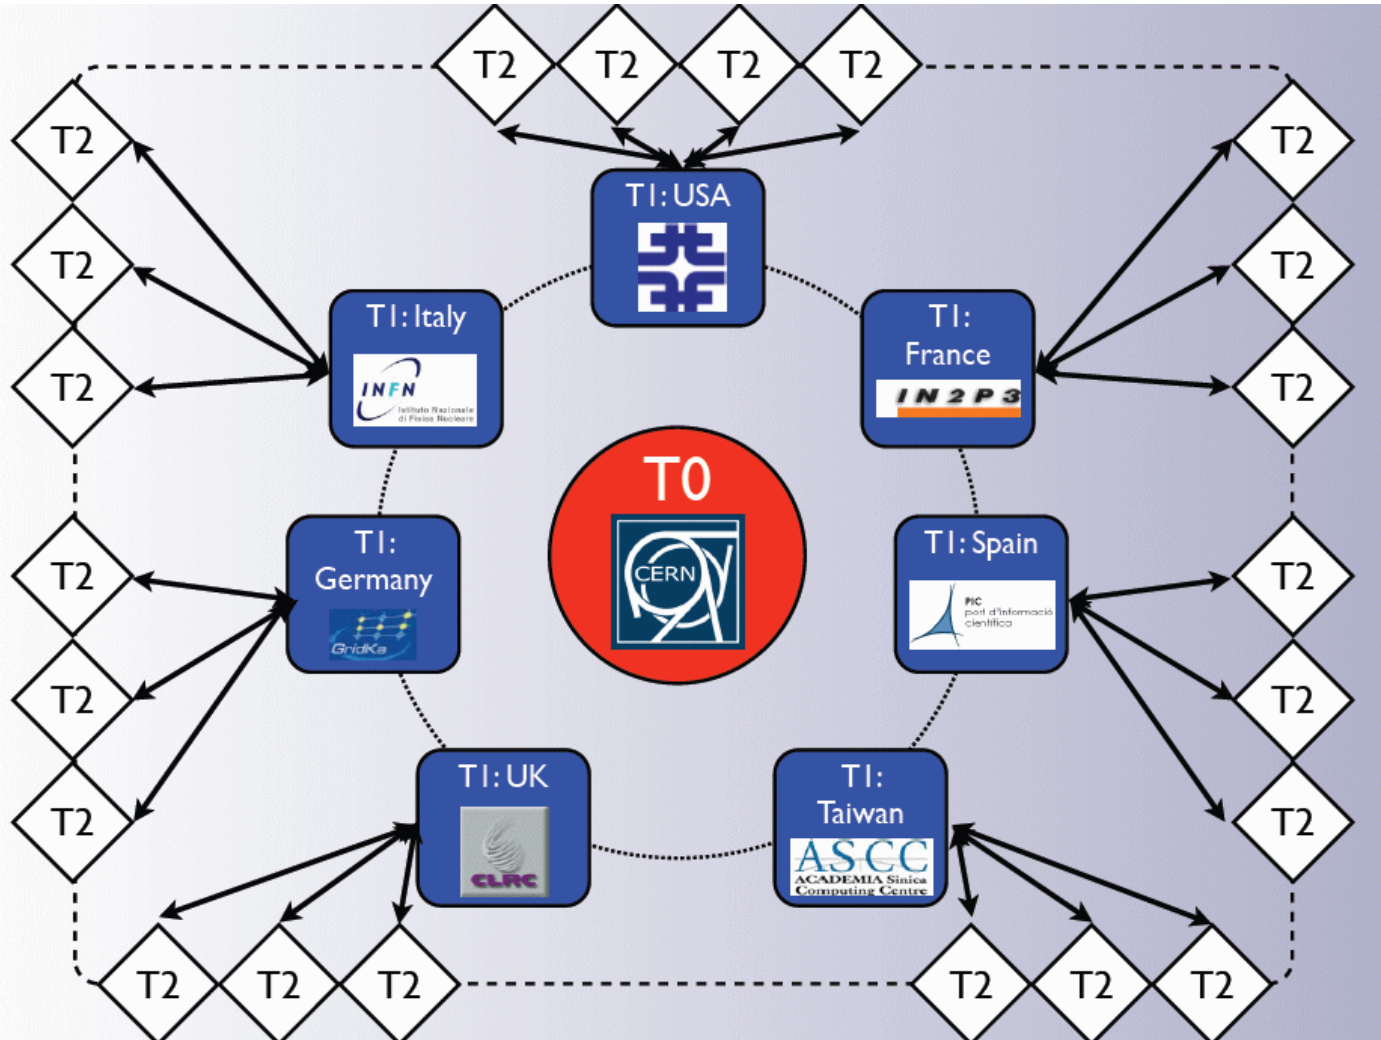 T2 T2 T2 T2
T2
T2
T1: USA
T2
T2
T1: Italy
INFN
Istituto Nazionale
di Fisica Nucleare
T1:
France
IN2P3
T2
T2
T0
CERN
T2
T1:
Germany
GridKa
T1: Spain
PIC
port d'informació
científica
T2
T2
T2
T2
T2
T1: UK
CLRC
T1:
Taiwan
ASCC
ACADEMIA Sinica
Computing Centre
T2
T2 T2 T2
T2 T2 T2